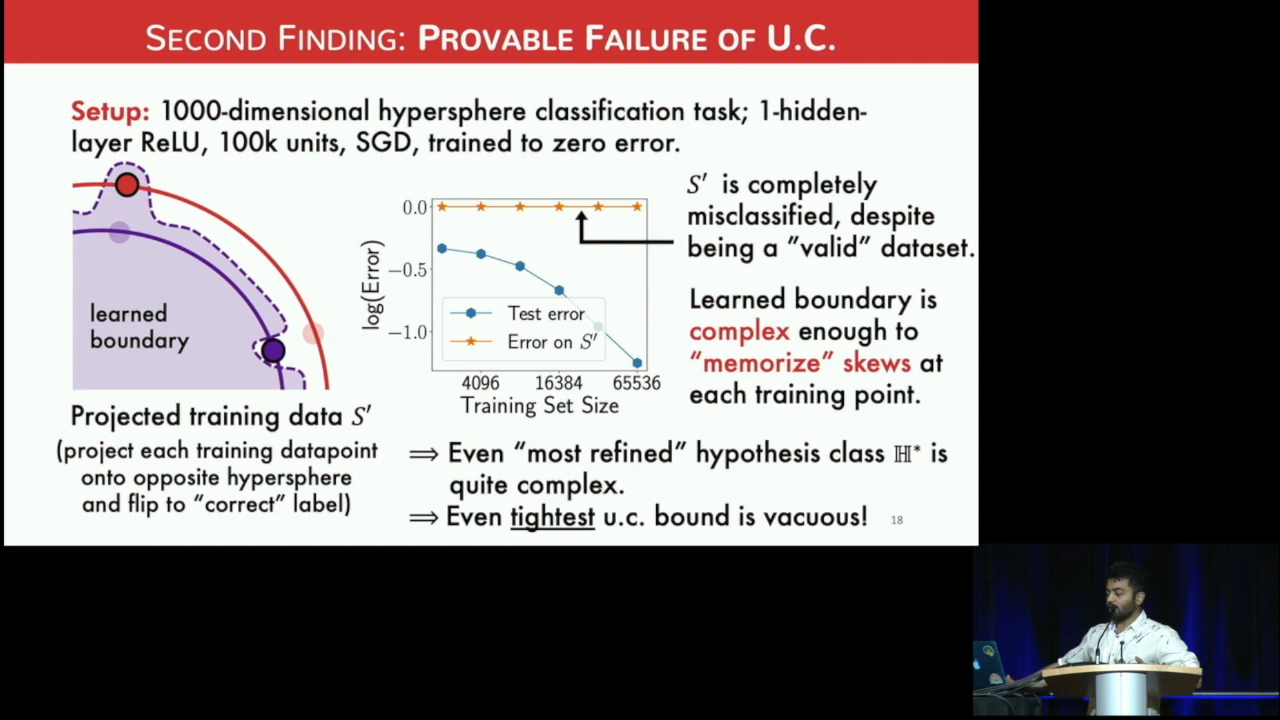 SECOND FINDING: PROVABLE FAILURE OF U.C.
Setup: 1000-dimensional hypersphere classification task; 1-hidden-
layer ReLU, 100k units, SGD, trained to zero error.
learned
boundary
Projected training data S′
(project each training datapoint
onto opposite hypersphere
and flip to “correct” label)
log(Error)
0.0
−0.5
−1.0
Test error
Error on S′
4096 16384 65536
Training Set Size
S′ is completely
misclassified, despite
being a ”valid” dataset.
Learned boundary is
complex enough to
“memorize” skews at
each training point.
⟹ Even “most refined” hypothesis class ℍ* is
quite complex.
⟹ Even tightest u.c. bound is vacuous!
18